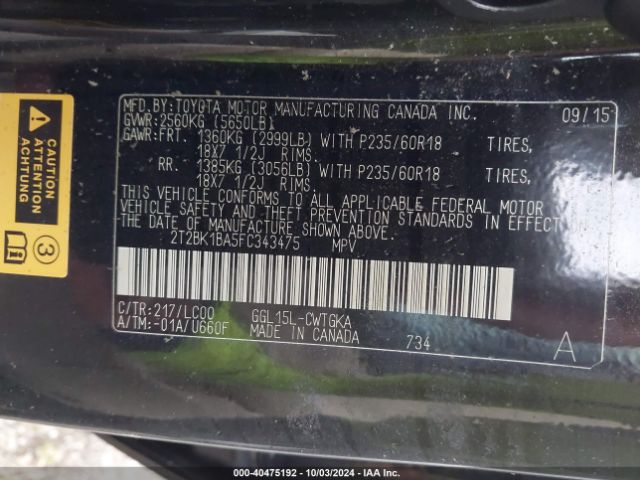 MFD.BY:TOYOTA MOTOR MANUFACTURING CANADA INC. 09/15
GVWR:2560KG (5650LB)
GAWR:FRT. 1360KG (2999LB) WITH P235/60R18 TIRES,
18X7 1/2J RIMS.
RR. 1385KG (3056LB) WITH P235/60R18 TIRES,
18X7 1/2J RIMS.
THIS VEHICLE CONFORMS TO ALL APPLICABLE FEDERAL MOTOR
VEHICLE SAFETY AND THEFT PREVENTION STANDARDS IN EFFECT
THE DATE OF MANUFACTURE SHOWN ABOVE.
2T2BK1BA5FC343475 MPV
C/TR:217/LC00 GGL15L-CWTGKA
A/TM:-01A/U660F MADE IN CANADA 734 A
CAUTION
ATTENTION
3
000-40475192 - 10/03/2024 - IAA Inc.